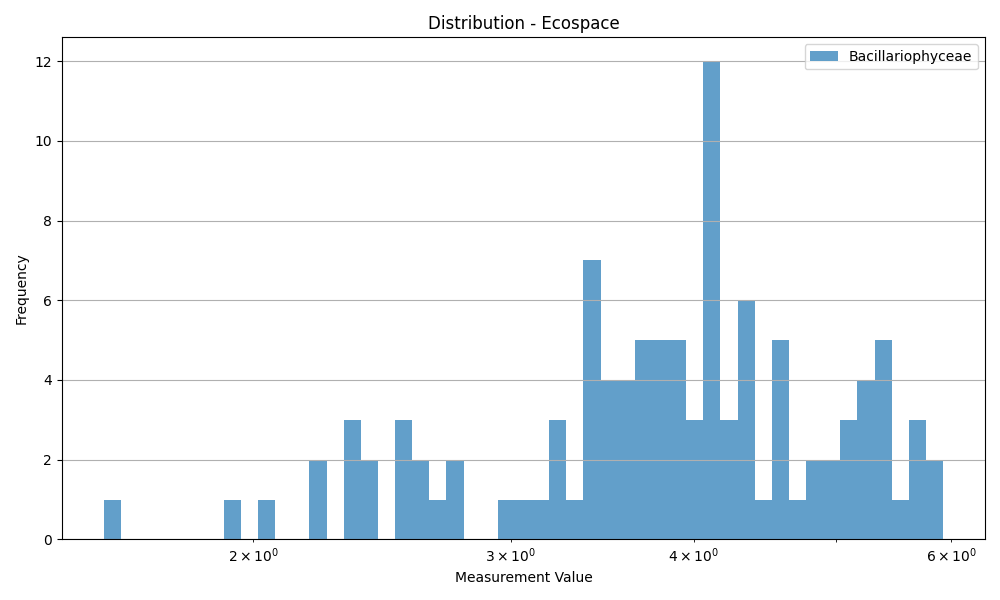 Distribution - Ecospace
Bacillariophyceae
Frequency
12
10
8
6
4
2
0
2 × 10⁰
3 × 10⁰
4 × 10⁰
6 × 10⁰
Measurement Value